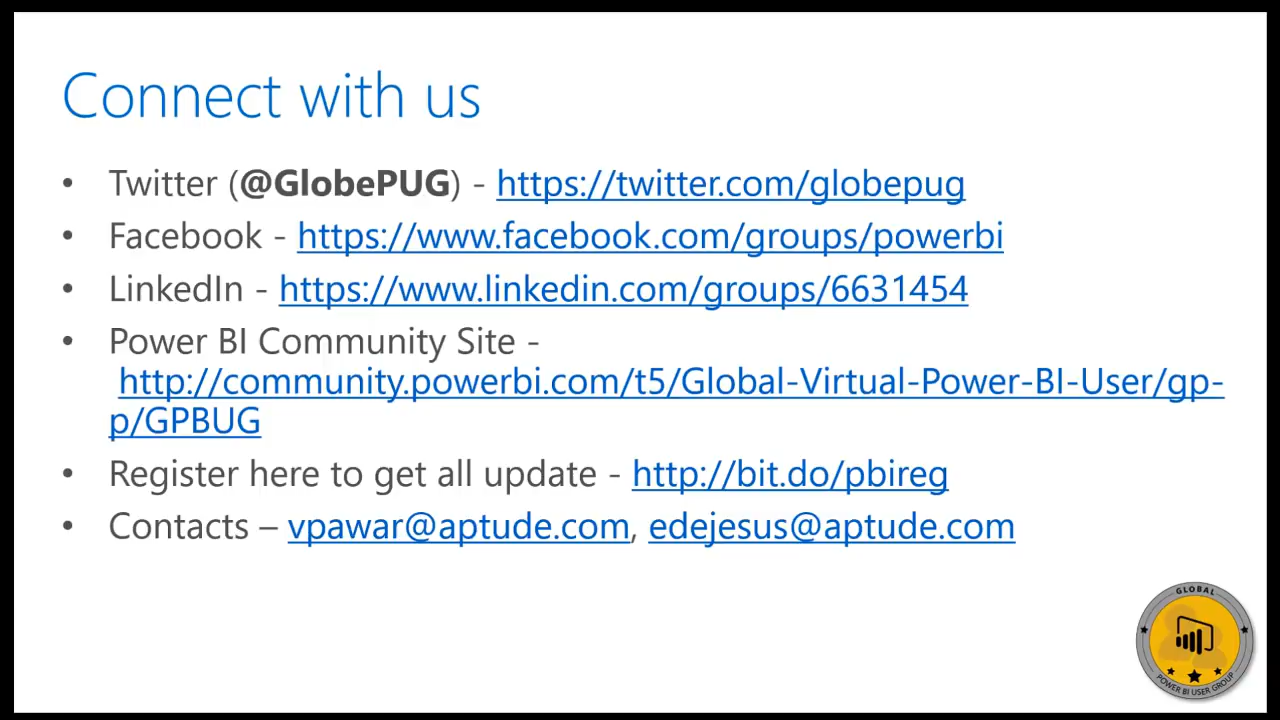 Connect with us
• Twitter (@GlobePUG) - https://twitter.com/globepug
• Facebook - https://www.facebook.com/groups/powerbi
• LinkedIn - https://www.linkedin.com/groups/6631454
• Power BI Community Site -
http://community.powerbi.com/t5/Global-Virtual-Power-BI-User/gp-
p/GPBUG
• Register here to get all update - http://bit.do/pbireg
• Contacts – vpawar@aptude.com, edejesus@aptude.com
GLOBAL
POWER BI USER GROUP